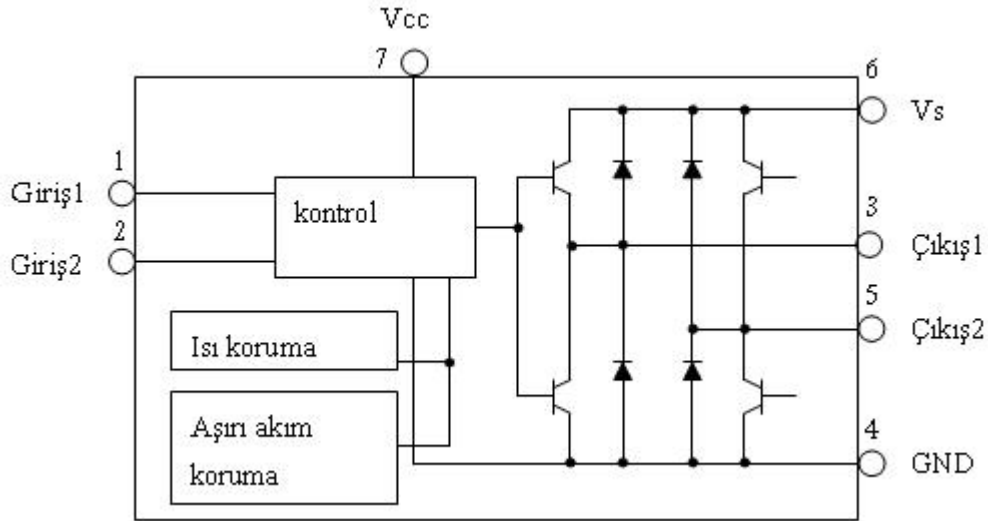 Vcc
7
6
Vs
1
Giriş1
kontrol
3
2
Çıkış1
Giriş2
5
Isı koruma
Çıkış2
Aşırı akım
koruma
4
GND